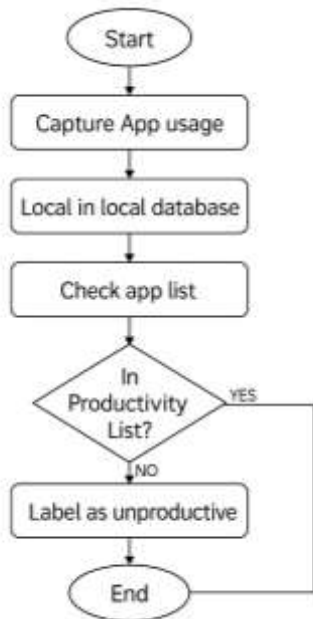 Start
Capture App usage
Local in local database
Check app list
In
Productivity
List?
YES
NO
Label as unproductive
End